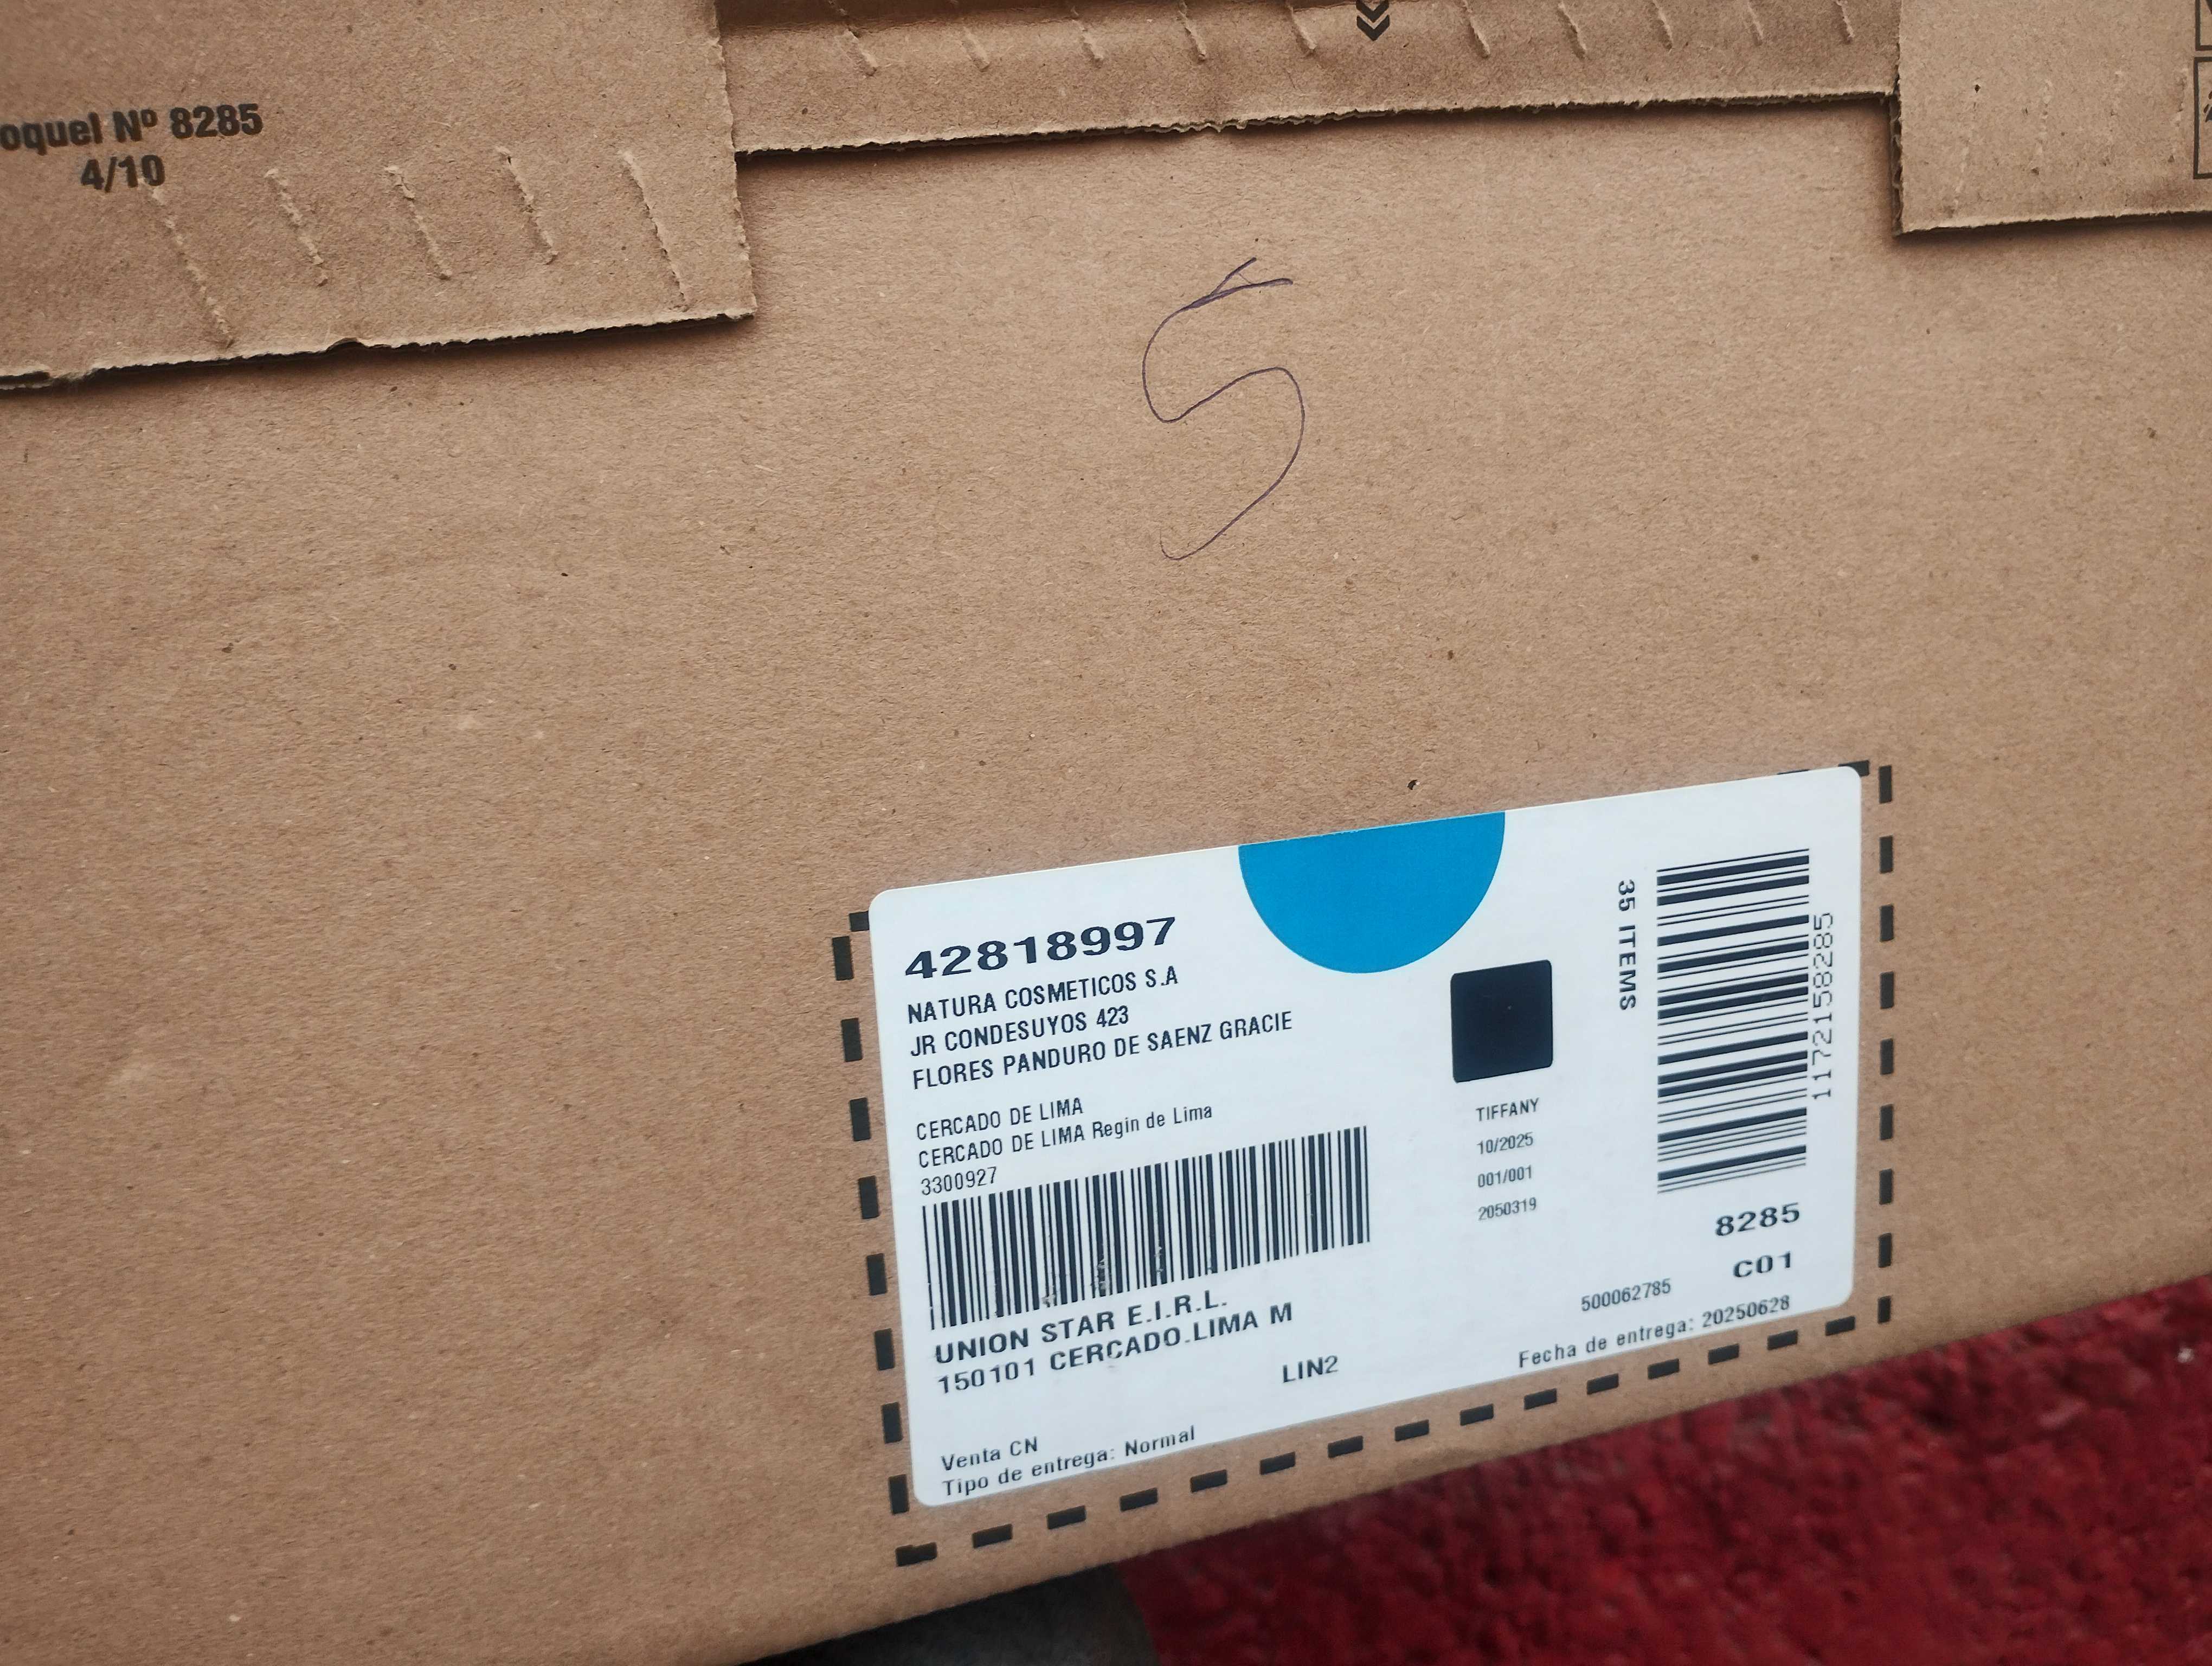 oquel Nº 8285
4/10
5
42818997
NATURA COSMETICOS S.A
JR CONDESUYOS 423
FLORES PANDURO DE SAENZ GRACIE
CERCADO DE LIMA
CERCADO DE LIMA Regin de Lima
3300927
UNION STAR E.I.R.L.
150101 CERCADO.LIMA M
LIN2
Venta CN
Tipo de entrega: Normal
TIFFANY
10/2025
001/001
2050319
35 ITEMS
1172158285
8285
C01
500062785
Fecha de entrega: 20250628